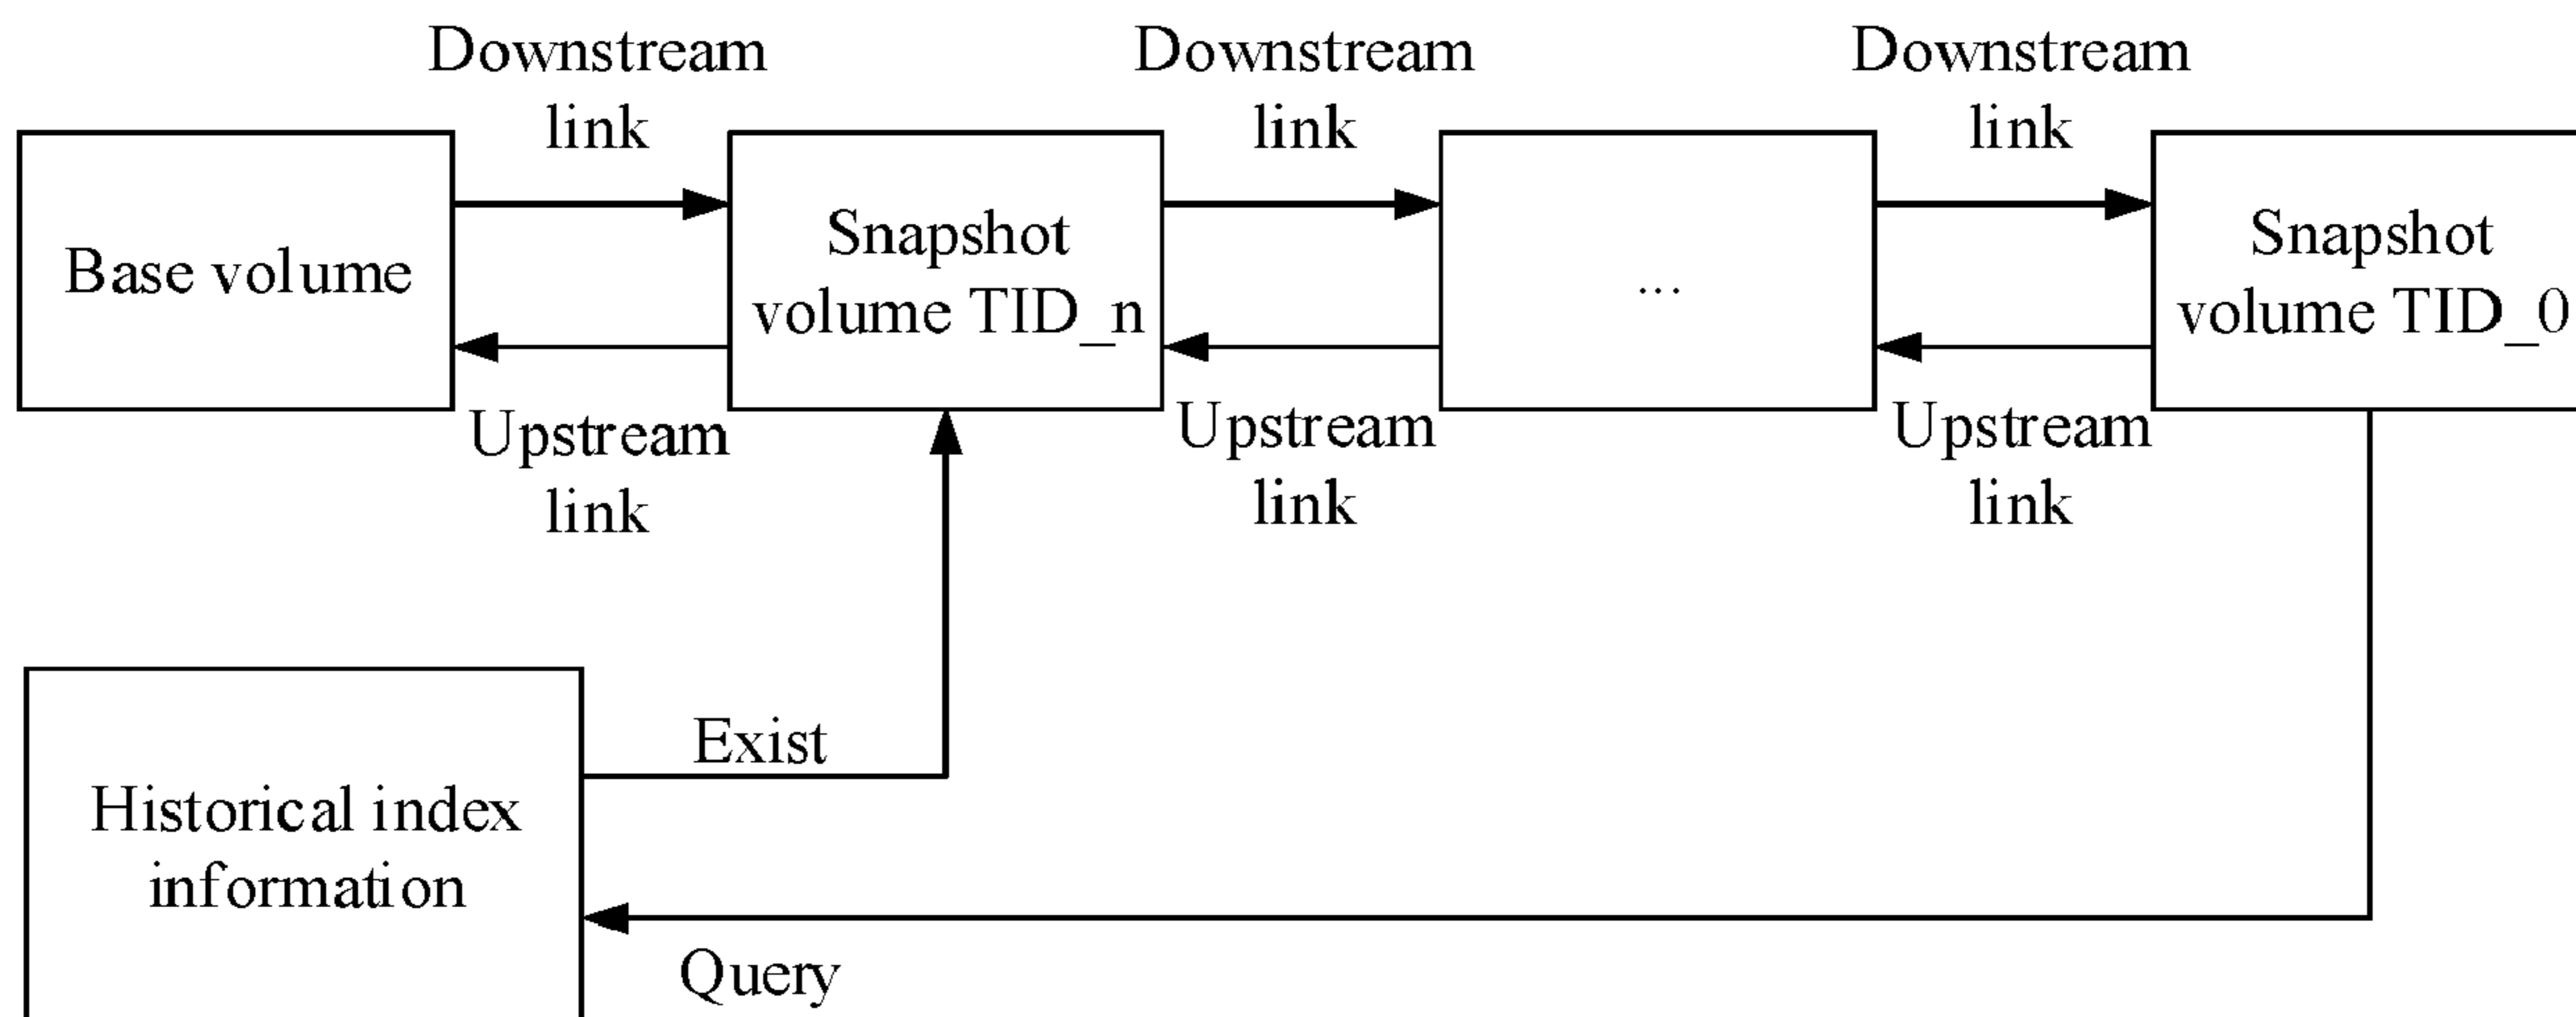 Downstream
link
Downstream
link
Downstream
link
Base volume
Snapshot
volume TID_n
...
Snapshot
volume TID_0
Upstream
link
Upstream
link
Upstream
link
Exist
Historical index
information
Query